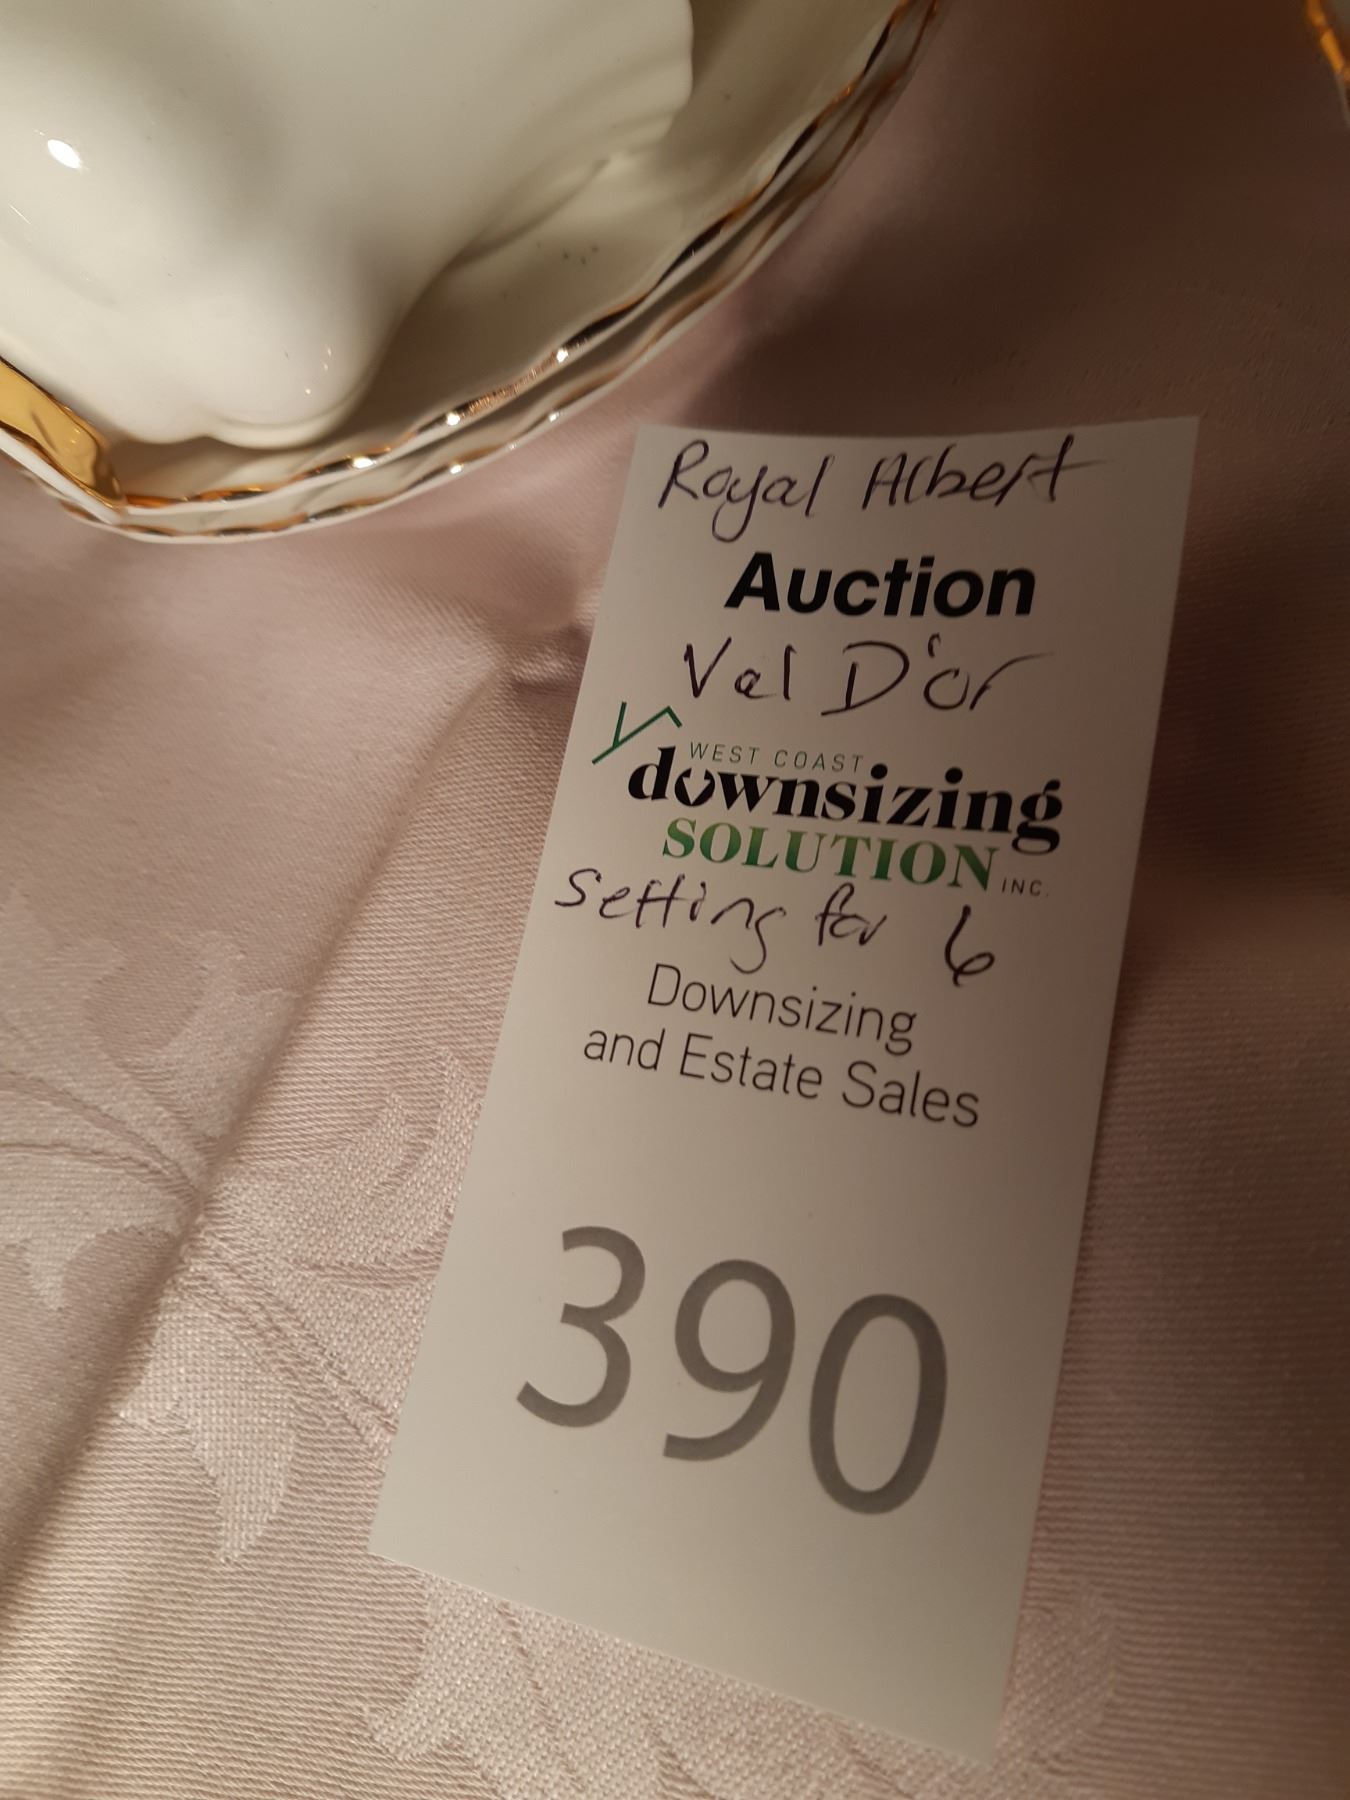 Royal Albert
Auction
Val D'or
WEST COAST
downsizing
SOLUTION INC.
Setting for 6
Downsizing
and Estate Sales
390